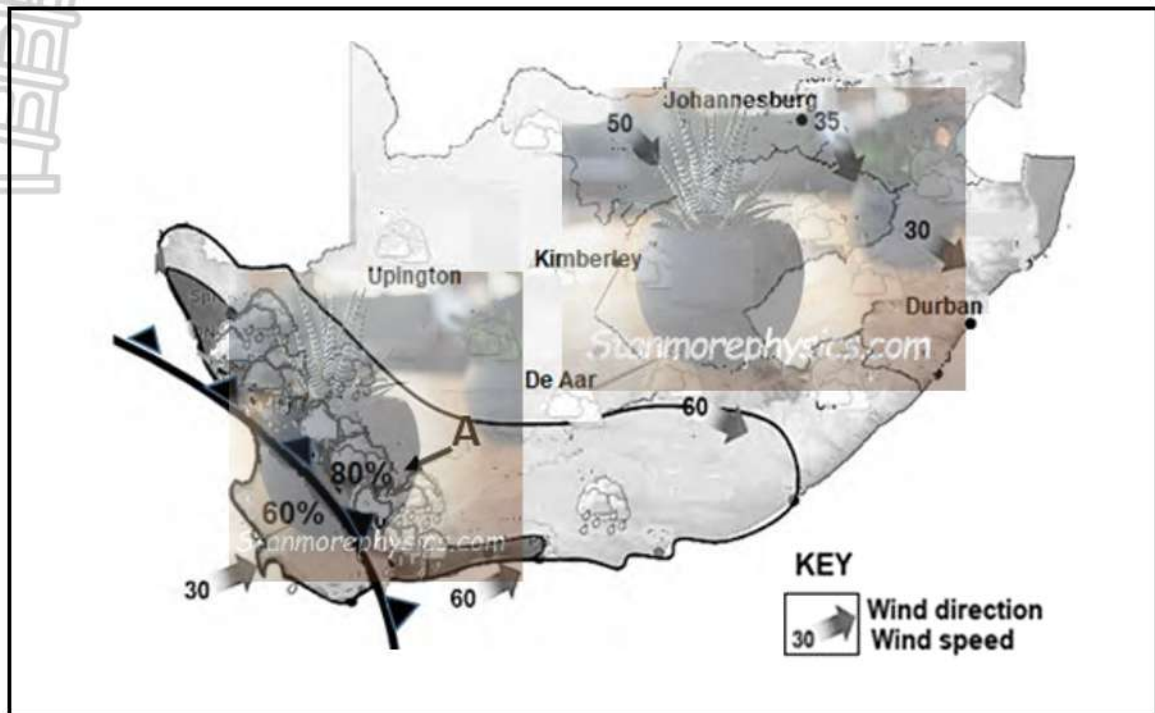 Johannesburg
50
35
30
Kimberley
Upington
Durban
Stanmorephysics.com
De Aar
60
A
80%
60%
Stanmorephysics.com
30
60
KEY
30
Wind direction
Wind speed